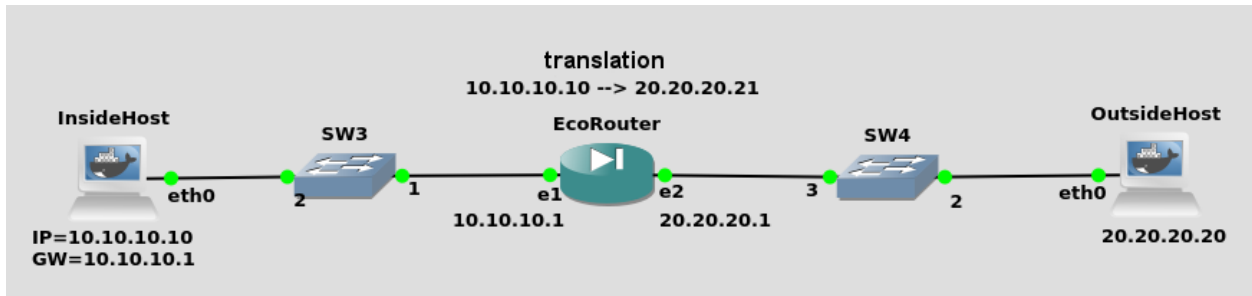 translation
10.10.10.10 --> 20.20.20.21
InsideHost
SW3
EcoRouter
SW4
OutsideHost
eth0
2
1
e1
e2
3
2
eth0
10.10.10.1
20.20.20.1
IP=10.10.10.10
GW=10.10.10.1
20.20.20.20